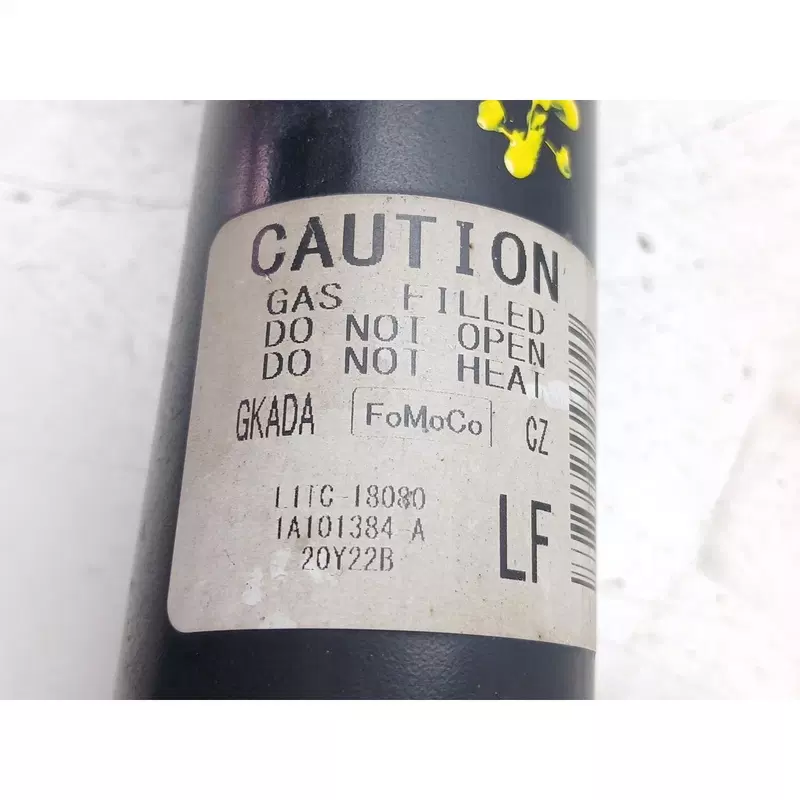 CAUTION
GAS FILLED
DO NOT OPEN
DO NOT HEAT
GKADA FoMoCo CZ
L1TC-18080
1A101384-A LF
20Y22B